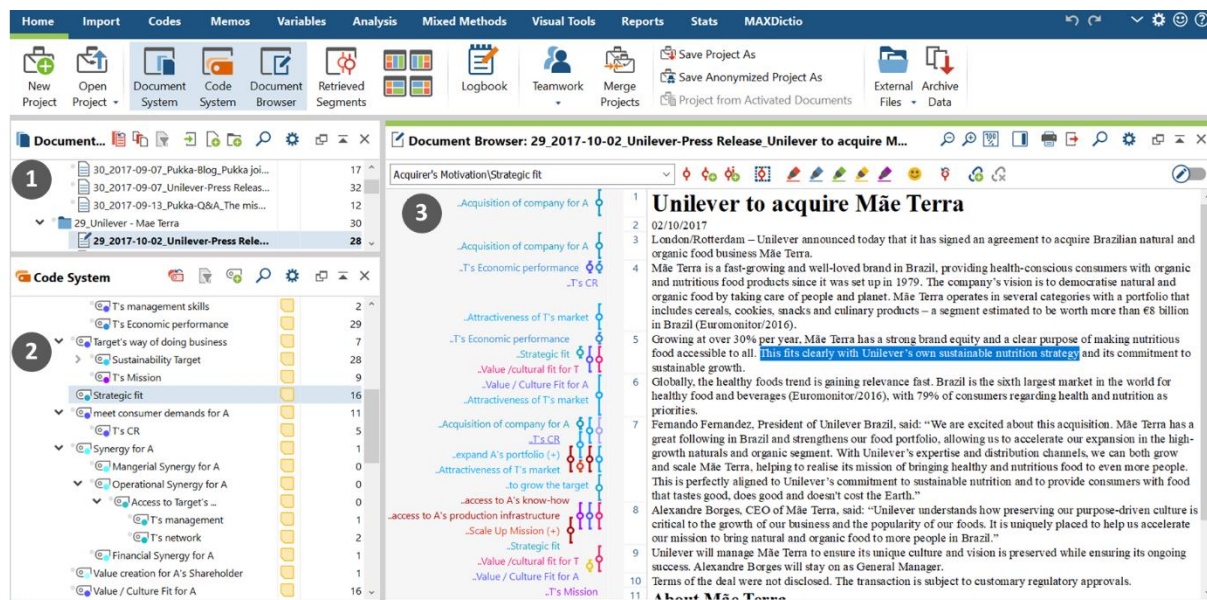 Home Import Codes Memos Variables Analysis Mixed Methods Visual Tools Reports Stats MAXDictio
New Project
Open Project
Document System
Code System
Document Browser
Retrieved Segments
Logbook
Teamwork
Merge Projects
Save Project As
Save Anonymized Project As
Project from Activated Documents
External Files
Archive Data
Document...
1
30_2017-09-07_Pukka-Blog_Pukka joi... 17
30_2017-09-07_Unilever-Press Releas... 32
30_2017-09-13_Pukka-Q&A_The mis... 12
29_Unilever - Mae Terra 30
29_2017-10-02_Unilever-Press Rele... 28
Code System
2
T's management skills 2
T's Economic performance 29
Target's way of doing business 7
Sustainability Target 28
T's Mission 9
Strategic fit 16
meet consumer demands for A 11
T's CR 5
Synergy for A 1
Mangerial Synergy for A 0
Operational Synergy for A 0
Access to Target's ... 0
T's management 1
T's network 2
Financial Synergy for A 1
Value creation for A's Shareholder 1
Value / Culture Fit for A 16
Document Browser: 29_2017-10-02_Unilever-Press Release_Unilever to acquire M...
100%
Acquirer's Motivation\Strategic fit
3
..Acquisition of company for A
..Acquisition of company for A
..T's Economic performance
..T's CR
..Attractiveness of T's market
..T's Economic performance
..Strategic fit
..Value /cultural fit for T
..Value / Culture Fit for A
..Attractiveness of T's market
..Acquisition of company for A
..T's CR
..expand A's portfolio (+)
..Attractiveness of T's market
..to grow the target
..access to A's know-how
..access to A's production infrastructure
..Scale Up Mission (+)
..Strategic fit
..Value /cultural fit for T
..Value / Culture Fit for A
..T's Mission
1 Unilever to acquire Mãe Terra
2 02/10/2017
3 London/Rotterdam – Unilever announced today that it has signed an agreement to acquire Brazilian natural and
organic food business Mãe Terra.
4 Mãe Terra is a fast-growing and well-loved brand in Brazil, providing health-conscious consumers with organic
and nutritious food products since it was set up in 1979. The company's vision is to democratise natural and
organic food by taking care of people and planet. Mãe Terra operates in several categories with a portfolio that
includes cereals, cookies, snacks and culinary products – a segment estimated to be worth more than €8 billion
in Brazil (Euromonitor/2016).
5 Growing at over 30% per year, Mãe Terra has a strong brand equity and a clear purpose of making nutritious
food accessible to all. This fits clearly with Unilever's own sustainable nutrition strategy and its commitment to
sustainable growth.
6 Globally, the healthy foods trend is gaining relevance fast. Brazil is the sixth largest market in the world for
healthy food and beverages (Euromonitor/2016), with 79% of consumers regarding health and nutrition as
priorities.
7 Fernando Fernandez, President of Unilever Brazil, said: “We are excited about this acquisition. Mãe Terra has a
great following in Brazil and strengthens our food portfolio, allowing us to accelerate our expansion in the high-
growth naturals and organic segment. With Unilever's expertise and distribution channels, we can both grow
and scale Mãe Terra, helping to realise its mission of bringing healthy and nutritious food to even more people.
This is perfectly aligned to Unilever's commitment to sustainable nutrition and to provide consumers with food
that tastes good, does good and doesn't cost the Earth.”
8 Alexandre Borges, CEO of Mãe Terra, said: “Unilever understands how preserving our purpose-driven culture is
critical to the growth of our business and the popularity of our foods. It is uniquely placed to help us accelerate
our mission to bring natural and organic food to more people in Brazil.”
9 Unilever will manage Mãe Terra to ensure its unique culture and vision is preserved while ensuring its ongoing
success. Alexandre Borges will stay on as General Manager.
10 Terms of the deal were not disclosed. The transaction is subject to customary regulatory approvals.
11 About Mãe Terra